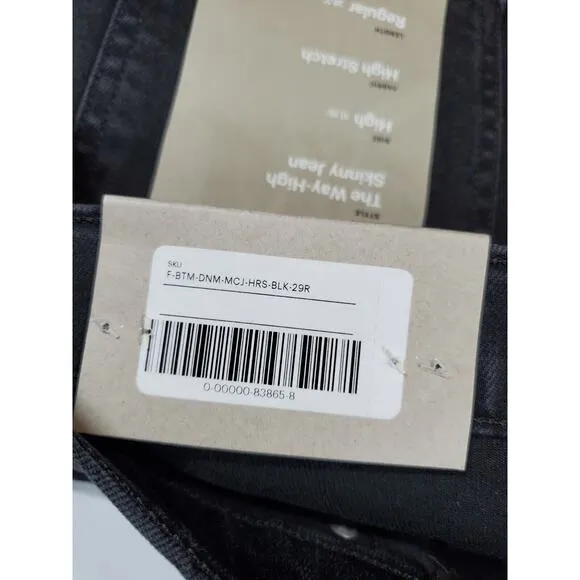 SKU
F-BTM-DNM-MCJ-HRS-BLK-29R
0-00000-83865-8
STYLE
The Way-High
Skinny Jean
RISE
High
FABRIC
High Stretch
LENGTH
Regular